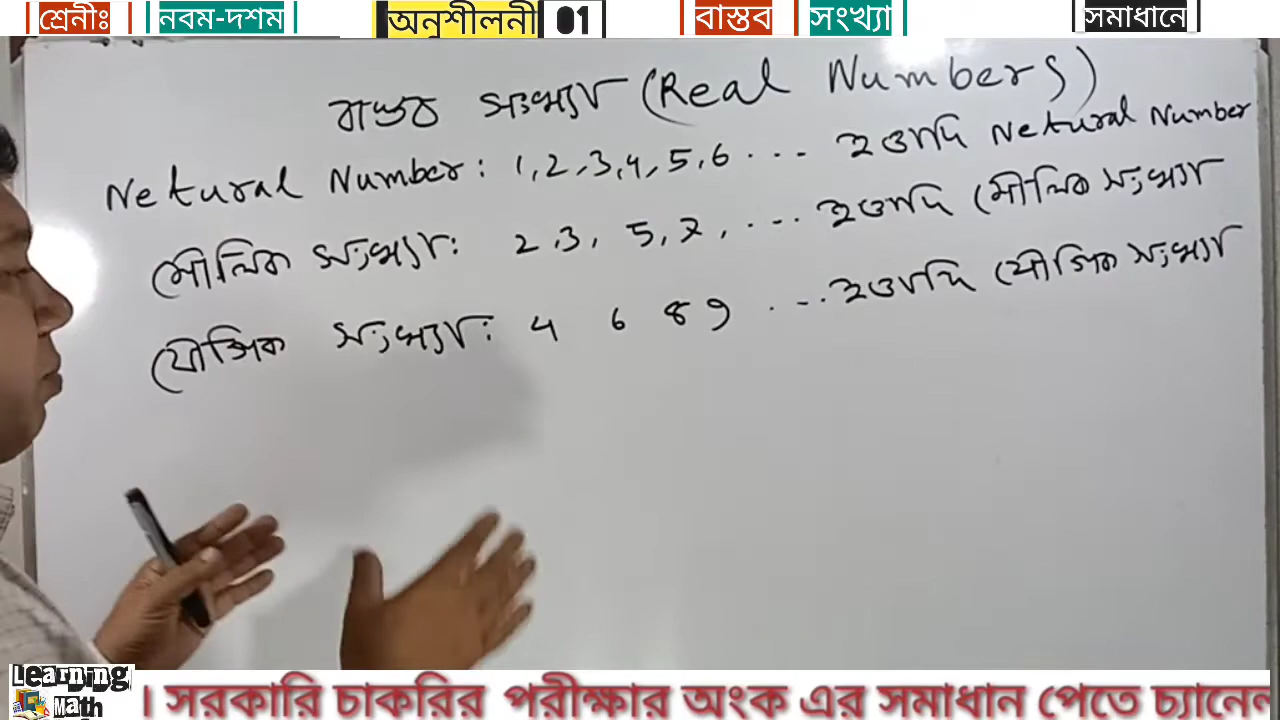 শ্রেনীঃ নবম-দশম অনুশীলনী 01 বাস্তব সংখ্যা সমাধানে
বাস্তব সংখ্যা (Real Numbers)
Netural Number: 1,2,3,4,5,6 ... ইত্যাদি Netural Number
মৌলিক সংখ্যা: 2,3, 5,7, ... ইত্যাদি মৌলিক সংখ্যা
যৌগিক সংখ্যা: 4 6 8 9 ... ইত্যাদি যৌগিক সংখ্যা
Learning Math
। সরকারি চাকরির পরীক্ষার অংক এর সমাধান পেতে চ্যানেল